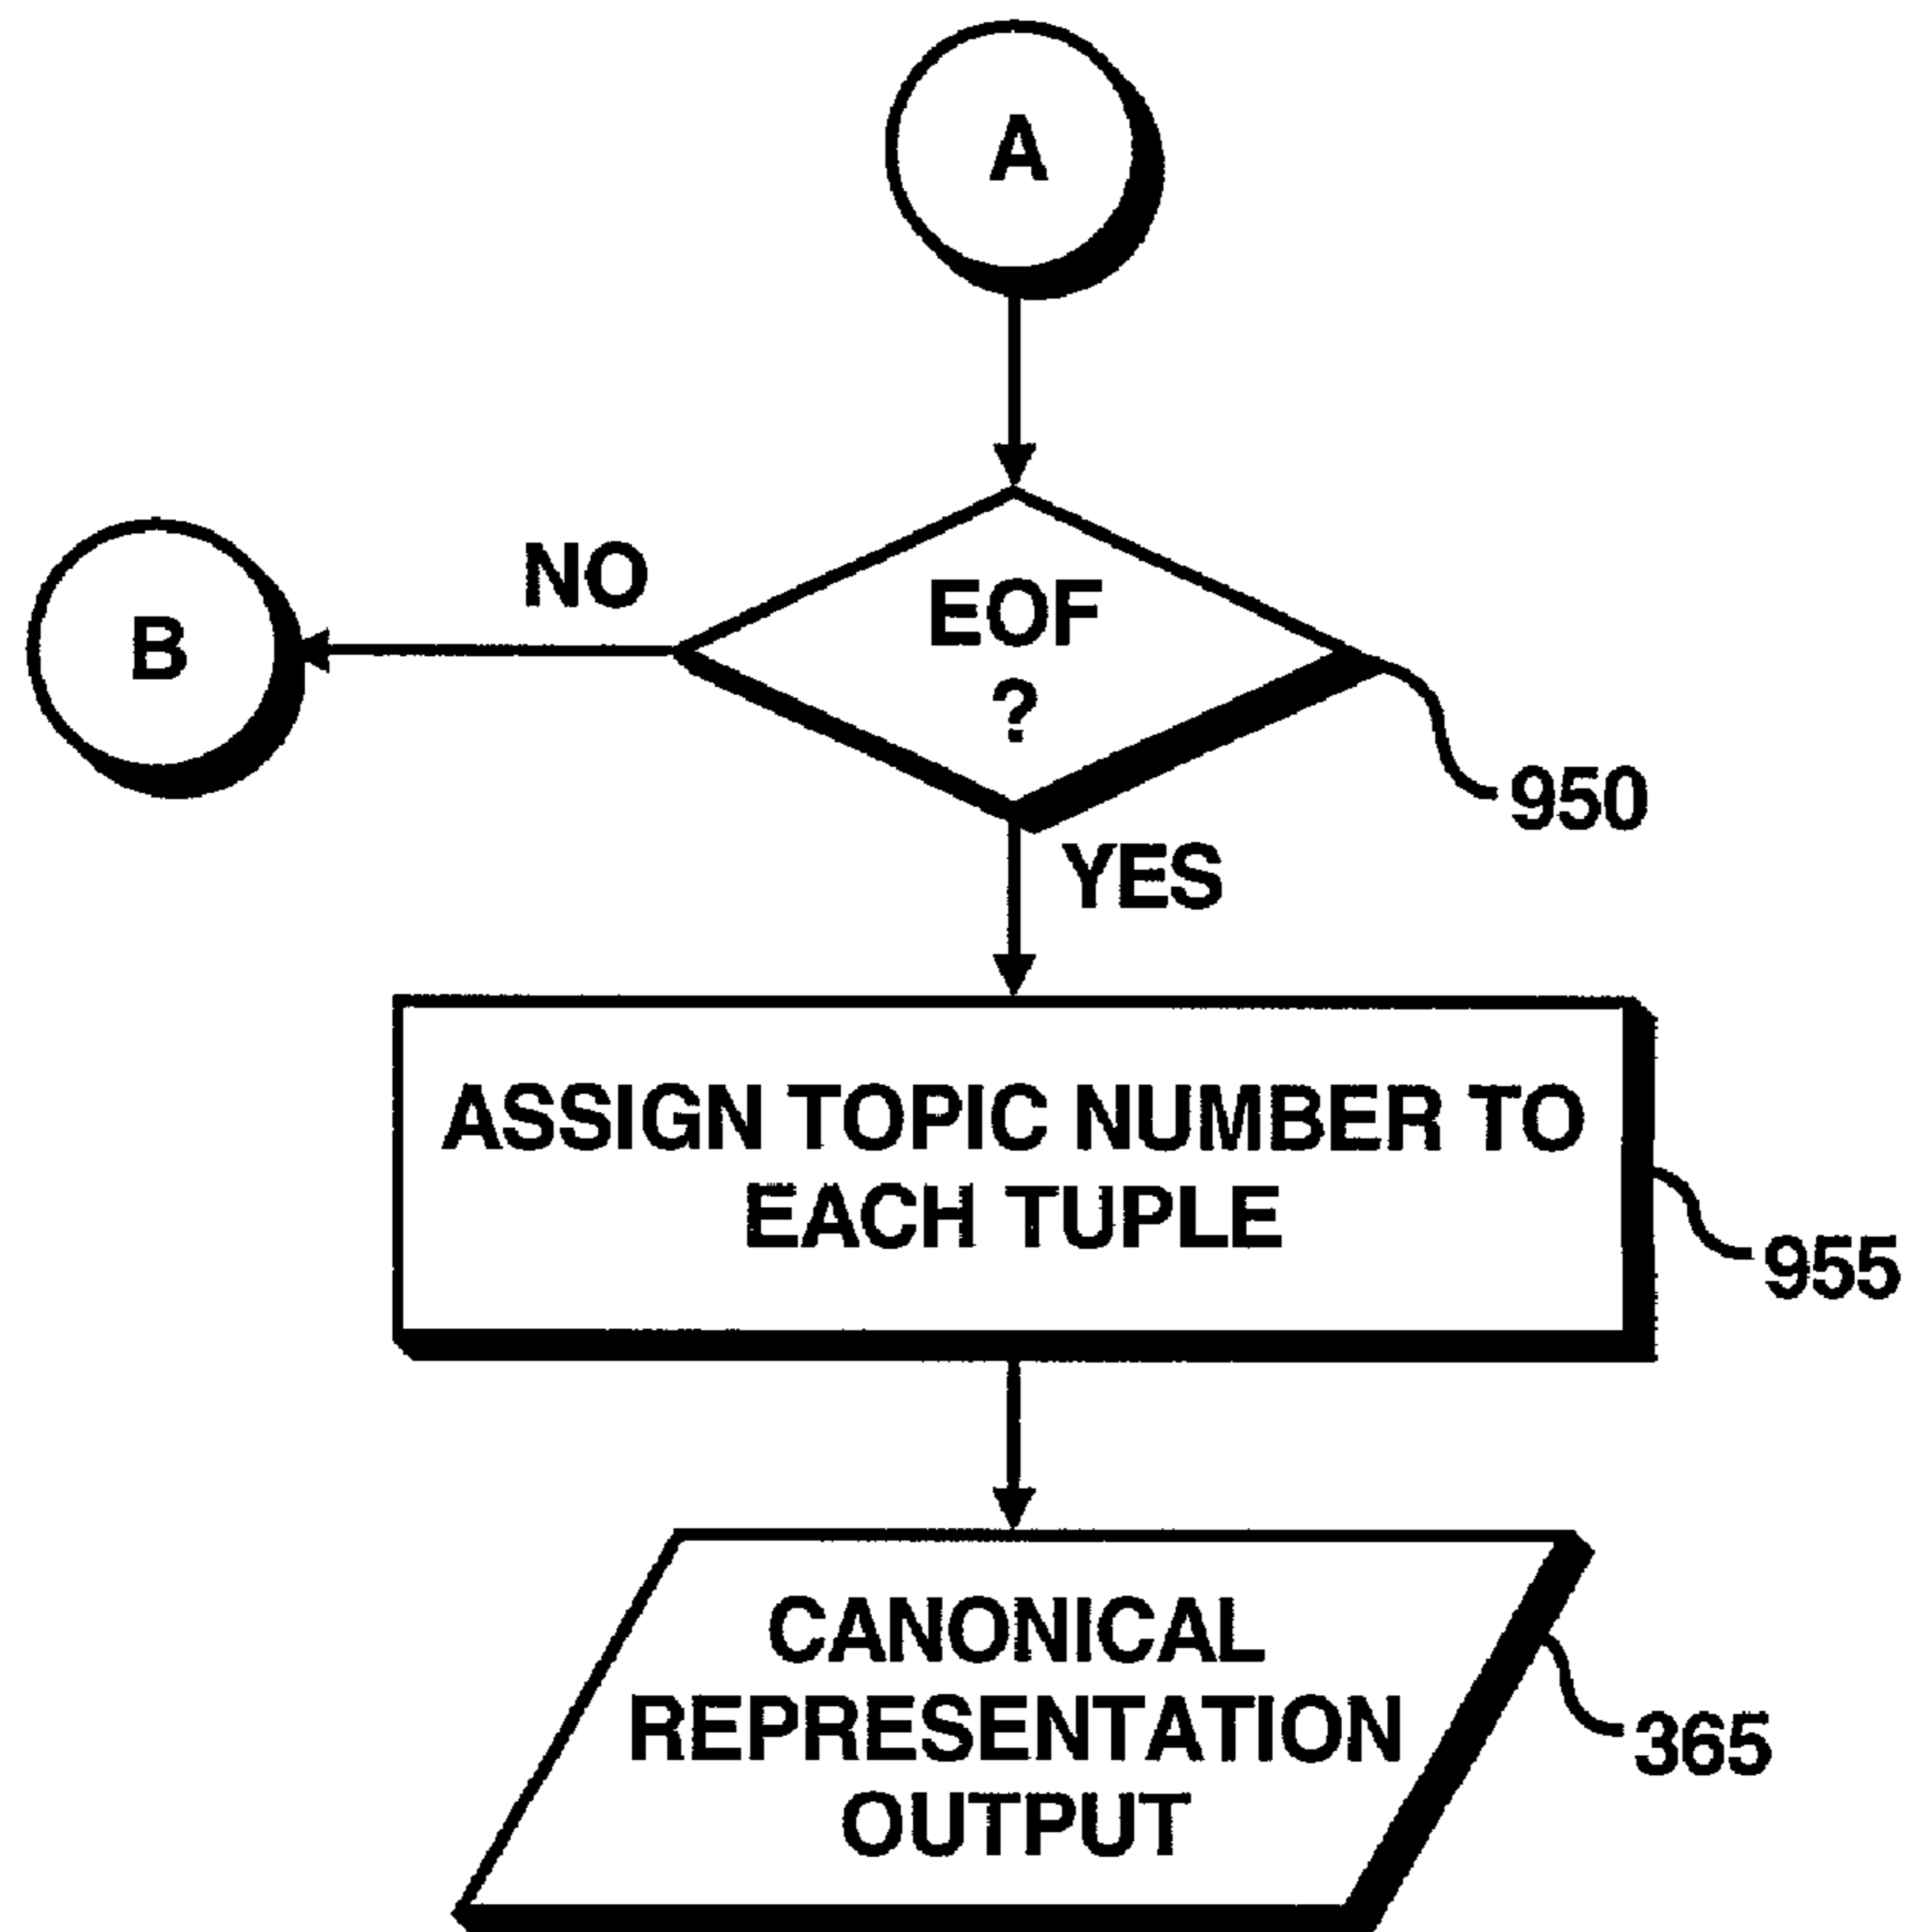 A
NO
B
EOF
?
950
YES
ASSIGN TOPIC NUMBER TO
EACH TUPLE
955
CANONICAL
REPRESENTATION
OUTPUT
365